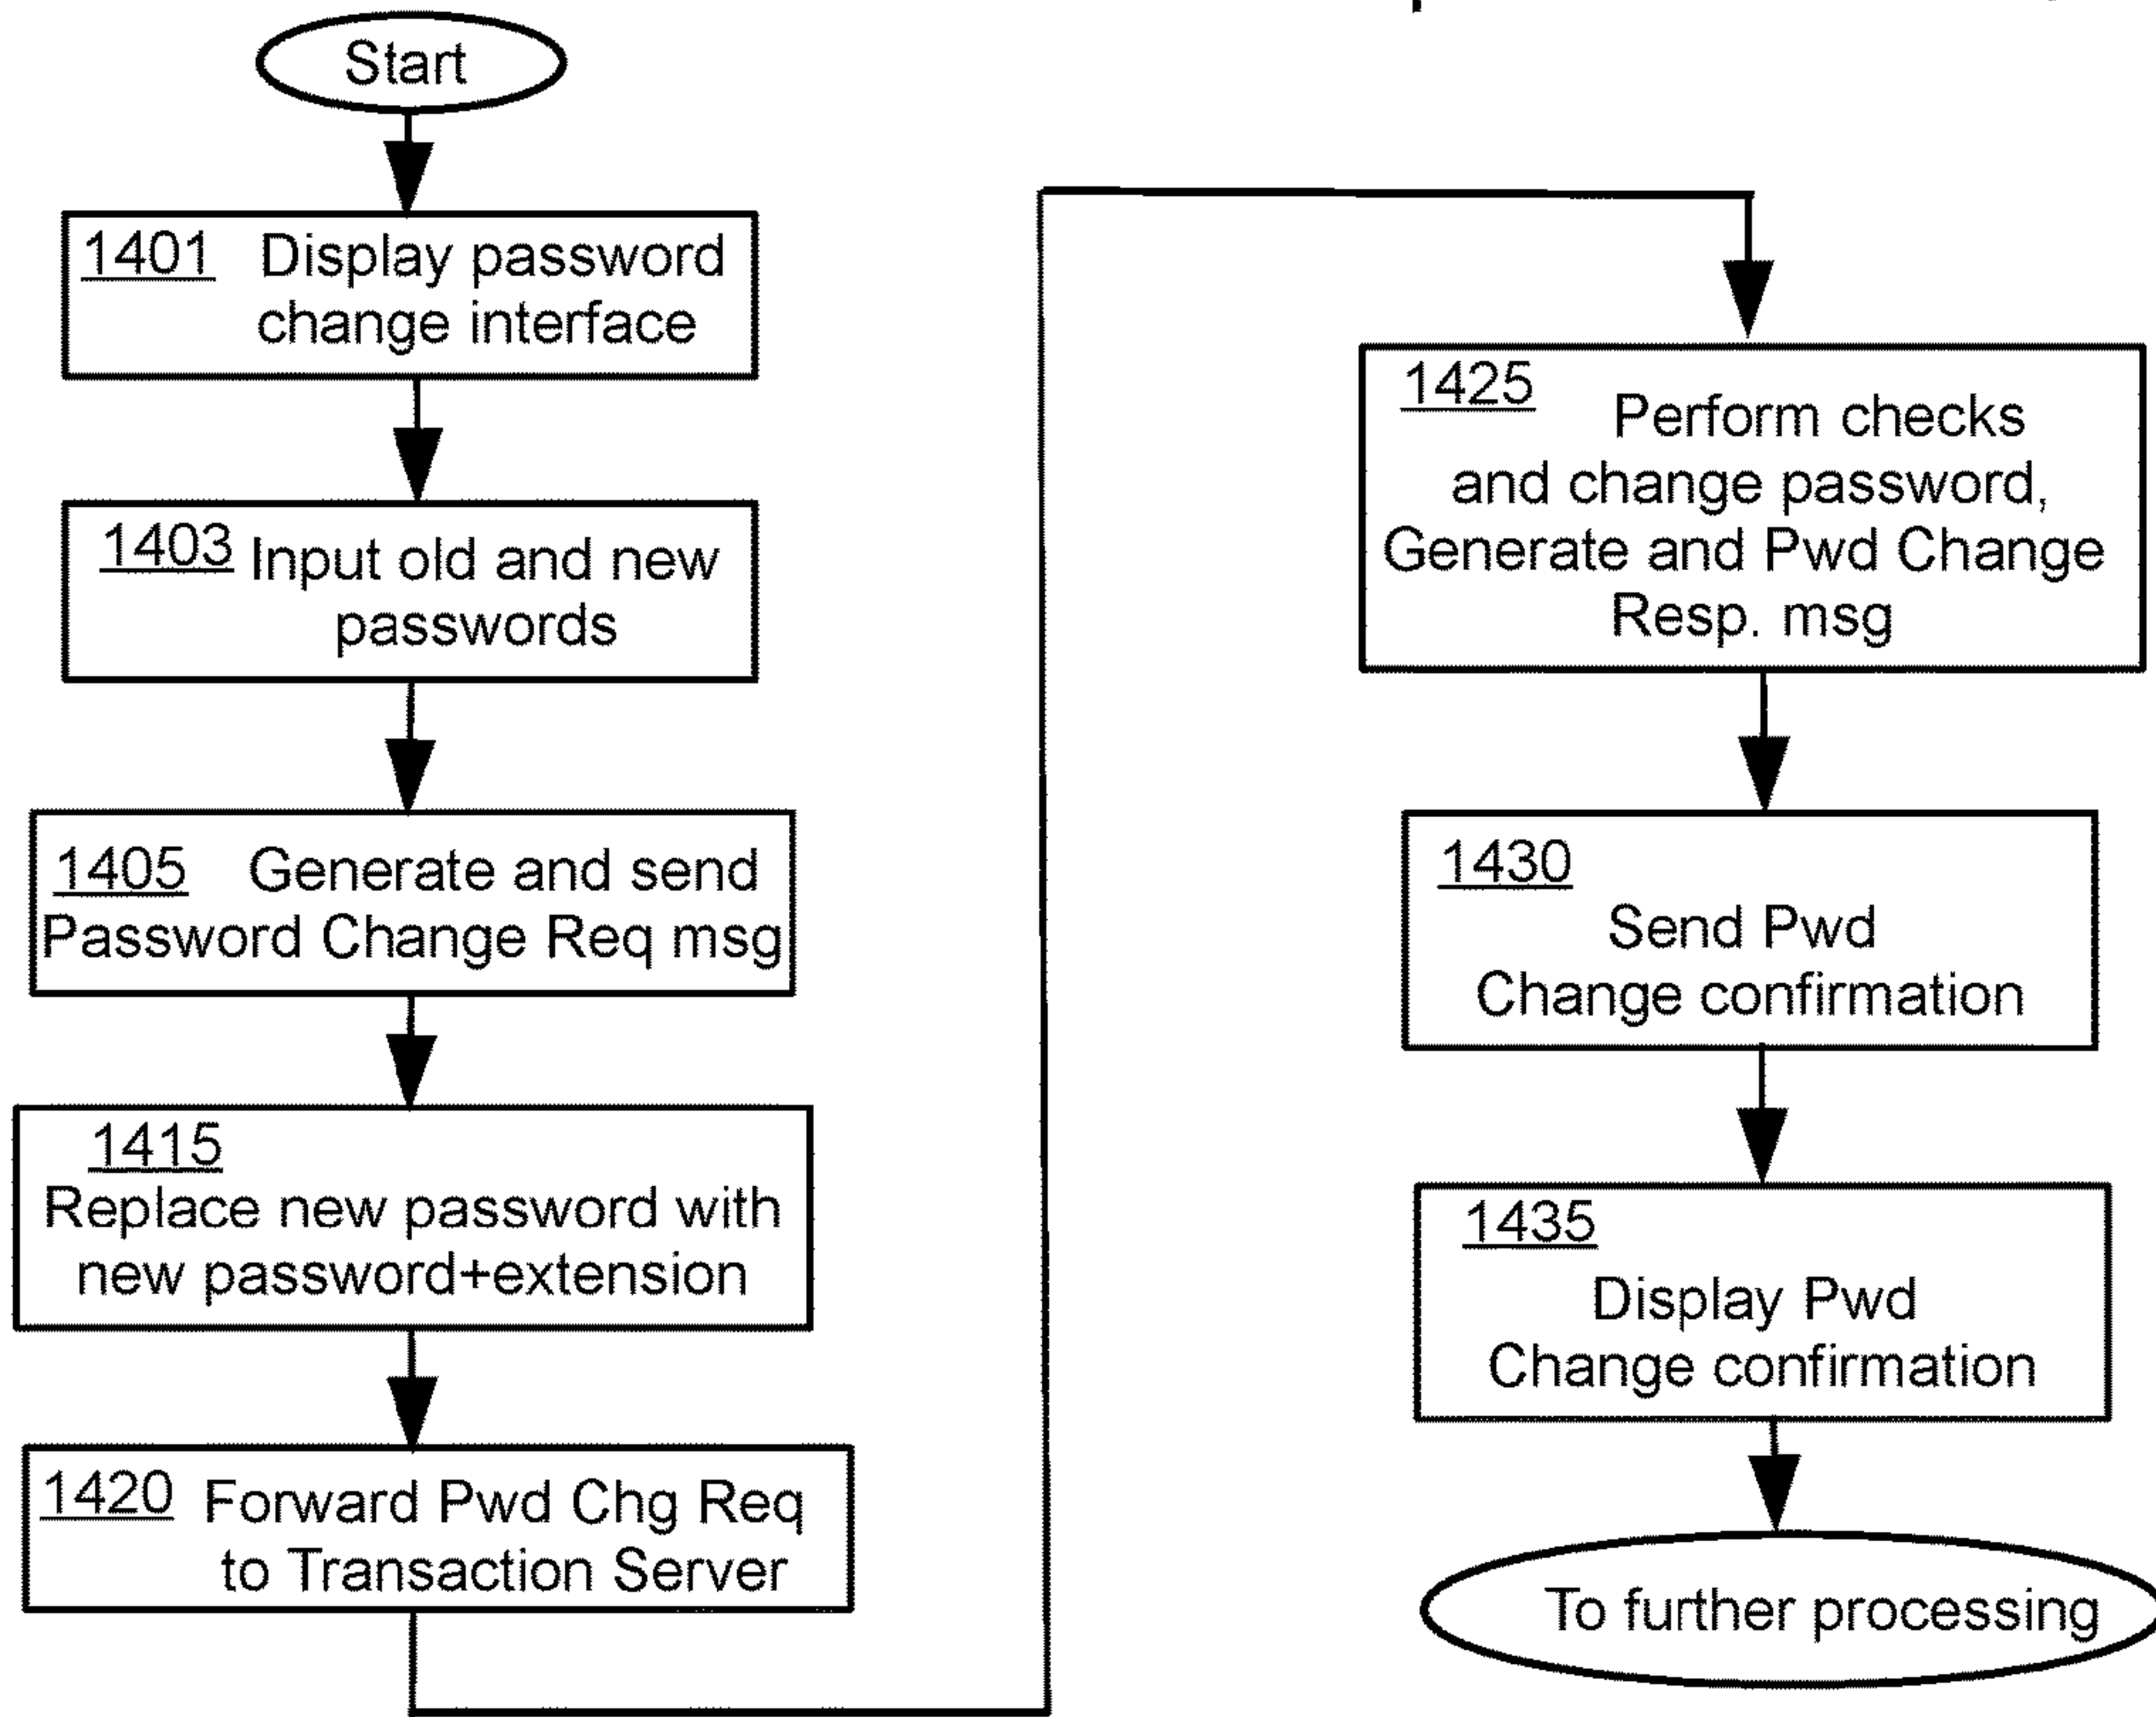 Start
1401 Display password
change interface
1403 Input old and new
passwords
1405 Generate and send
Password Change Req msg
1415
Replace new password with
new password+extension
1420 Forward Pwd Chg Req
to Transaction Server
1425 Perform checks
and change password,
Generate and Pwd Change
Resp. msg
1430
Send Pwd
Change confirmation
1435
Display Pwd
Change confirmation
To further processing